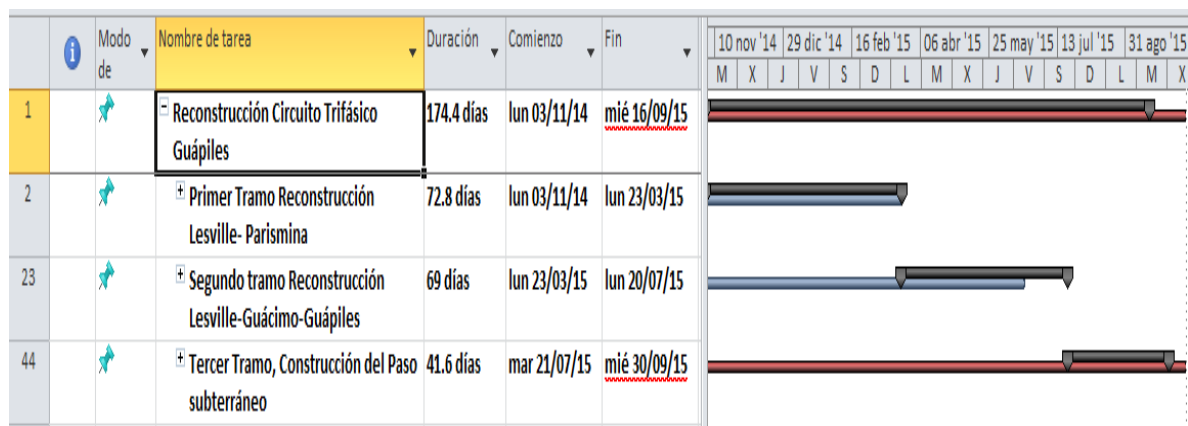 Modo de
Nombre de tarea
Duración
Comienzo
Fin
10 nov '14 29 dic '14 16 feb '15 06 abr '15 25 may '15 13 jul '15 31 ago '15
M X J V S D L M X J V S D L M X
1 Reconstrucción Circuito Trifásico Guápiles 174.4 días lun 03/11/14 mié 16/09/15
2 Primer Tramo Reconstrucción Lesville- Parismina 72.8 días lun 03/11/14 lun 23/03/15
23 Segundo tramo Reconstrucción Lesville-Guácimo-Guápiles 69 días lun 23/03/15 lun 20/07/15
44 Tercer Tramo, Construcción del Paso subterráneo 41.6 días mar 21/07/15 mié 30/09/15